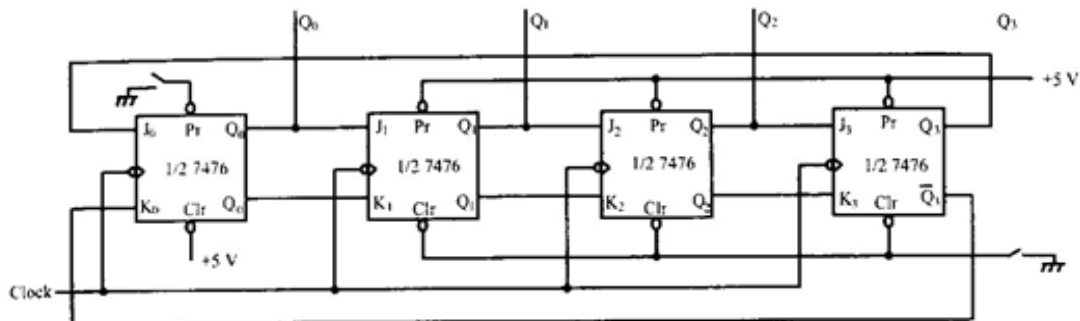 Q₀ Q₁ Q₂ Q₃
+5 V
J₀ Pr Q₀ J₁ Pr Q₁ J₂ Pr Q₂ J₃ Pr Q₃
1/2 7476 1/2 7476 1/2 7476 1/2 7476
K₀ Clr Q₀ K₁ Clr Q₁ K₂ Clr Q₂ K₃ Clr Q̅₃
+5 V
Clock